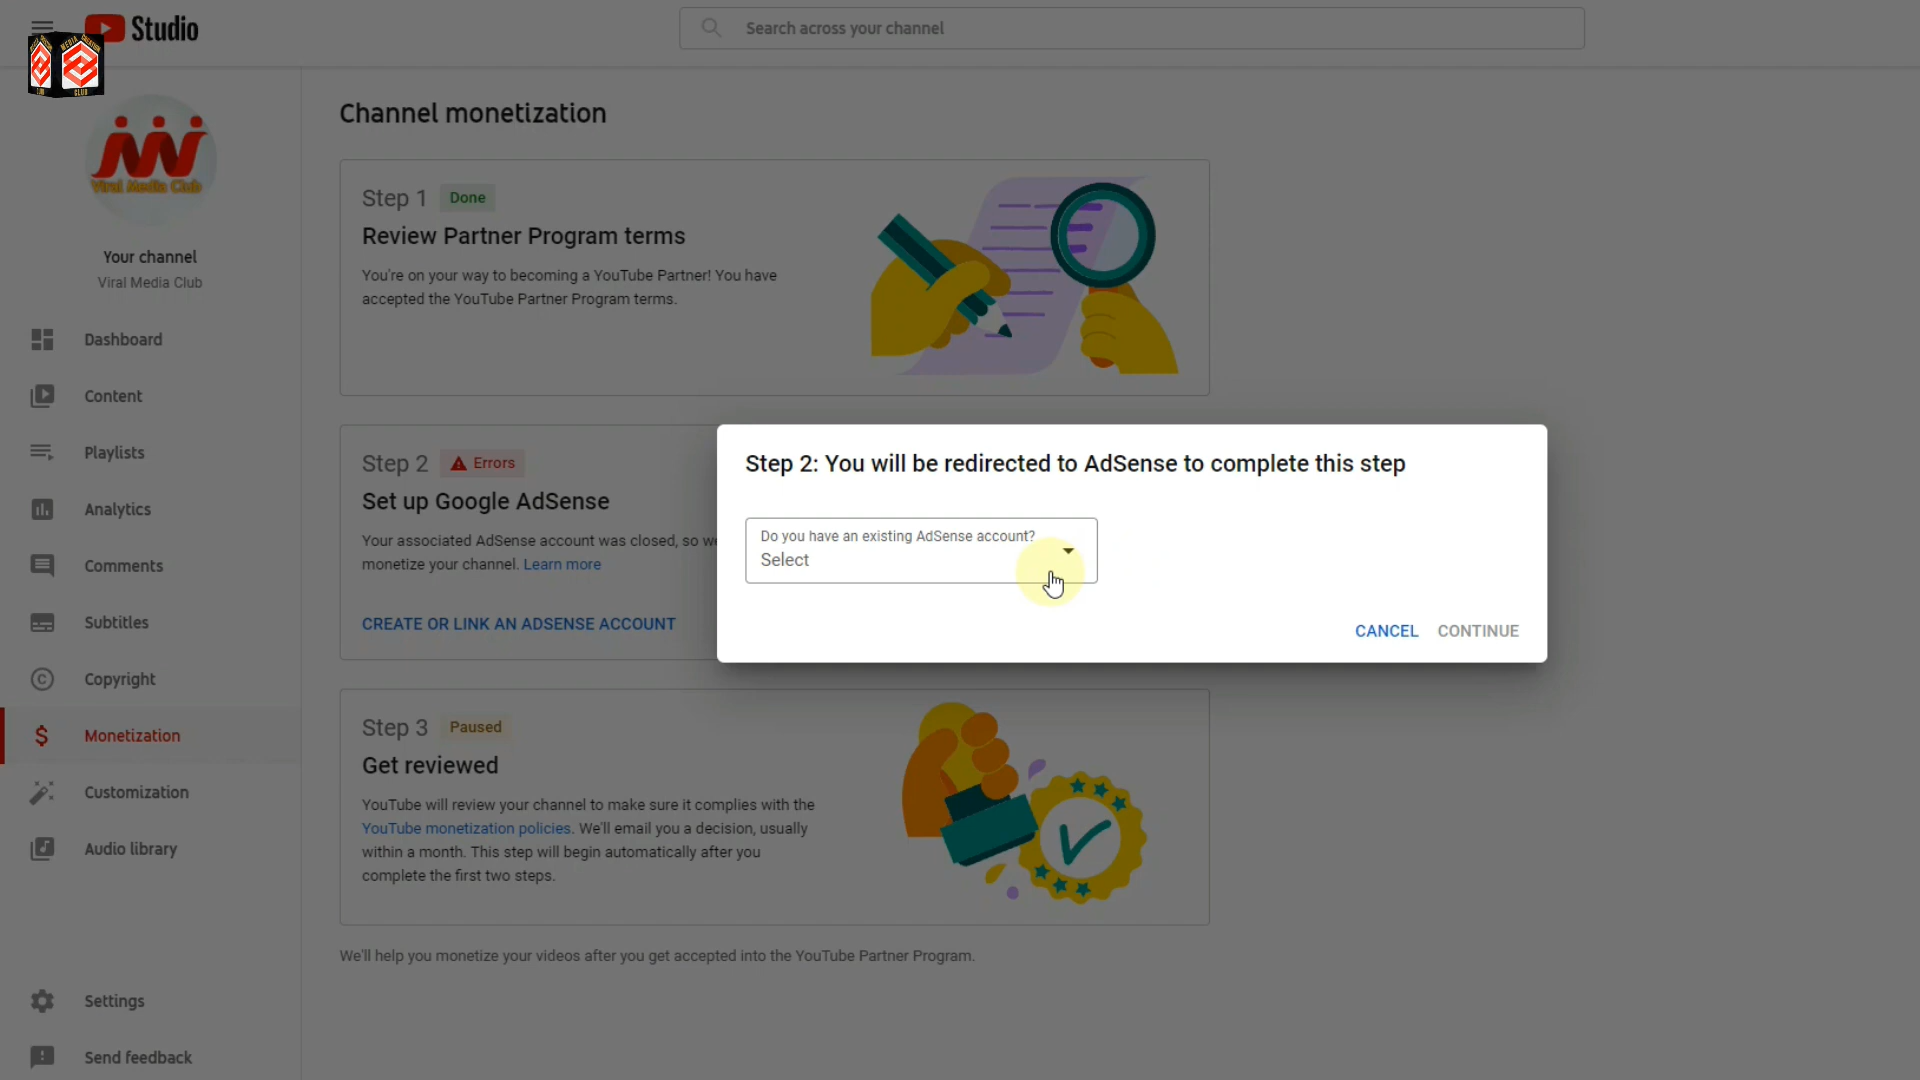 Studio
Search across your channel
MEDIA CREATION
CLUB
Viral Media Club
Your channel
Viral Media Club
Dashboard
Content
Playlists
Analytics
Comments
Subtitles
Copyright
Monetization
Customization
Audio library
Settings
Send feedback
Channel monetization
Step 1 Done
Review Partner Program terms
You're on your way to becoming a YouTube Partner! You have
accepted the YouTube Partner Program terms.
Step 2 Errors
Set up Google AdSense
Your associated AdSense account was closed, so we
monetize your channel. Learn more
CREATE OR LINK AN ADSENSE ACCOUNT
Step 2: You will be redirected to AdSense to complete this step
Do you have an existing AdSense account?
Select
CANCEL CONTINUE
Step 3 Paused
Get reviewed
YouTube will review your channel to make sure it complies with the
YouTube monetization policies. We'll email you a decision, usually
within a month. This step will begin automatically after you
complete the first two steps.
We'll help you monetize your videos after you get accepted into the YouTube Partner Program.